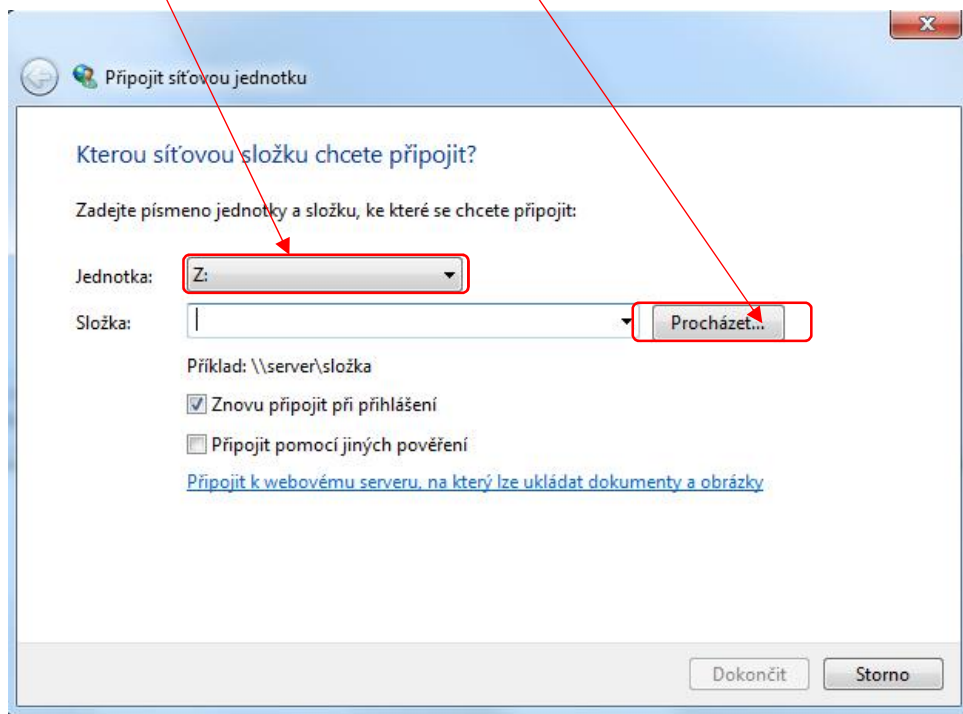 Připojit síťovou jednotku
Kterou síťovou složku chcete připojit?
Zadejte písmeno jednotky a složku, ke které se chcete připojit:
Jednotka: Z:
Složka: Procházet...
Příklad: \\server\složka
Znovu připojit při přihlášení
Připojit pomocí jiných pověření
Připojit k webovému serveru, na který lze ukládat dokumenty a obrázky
Dokončit Storno